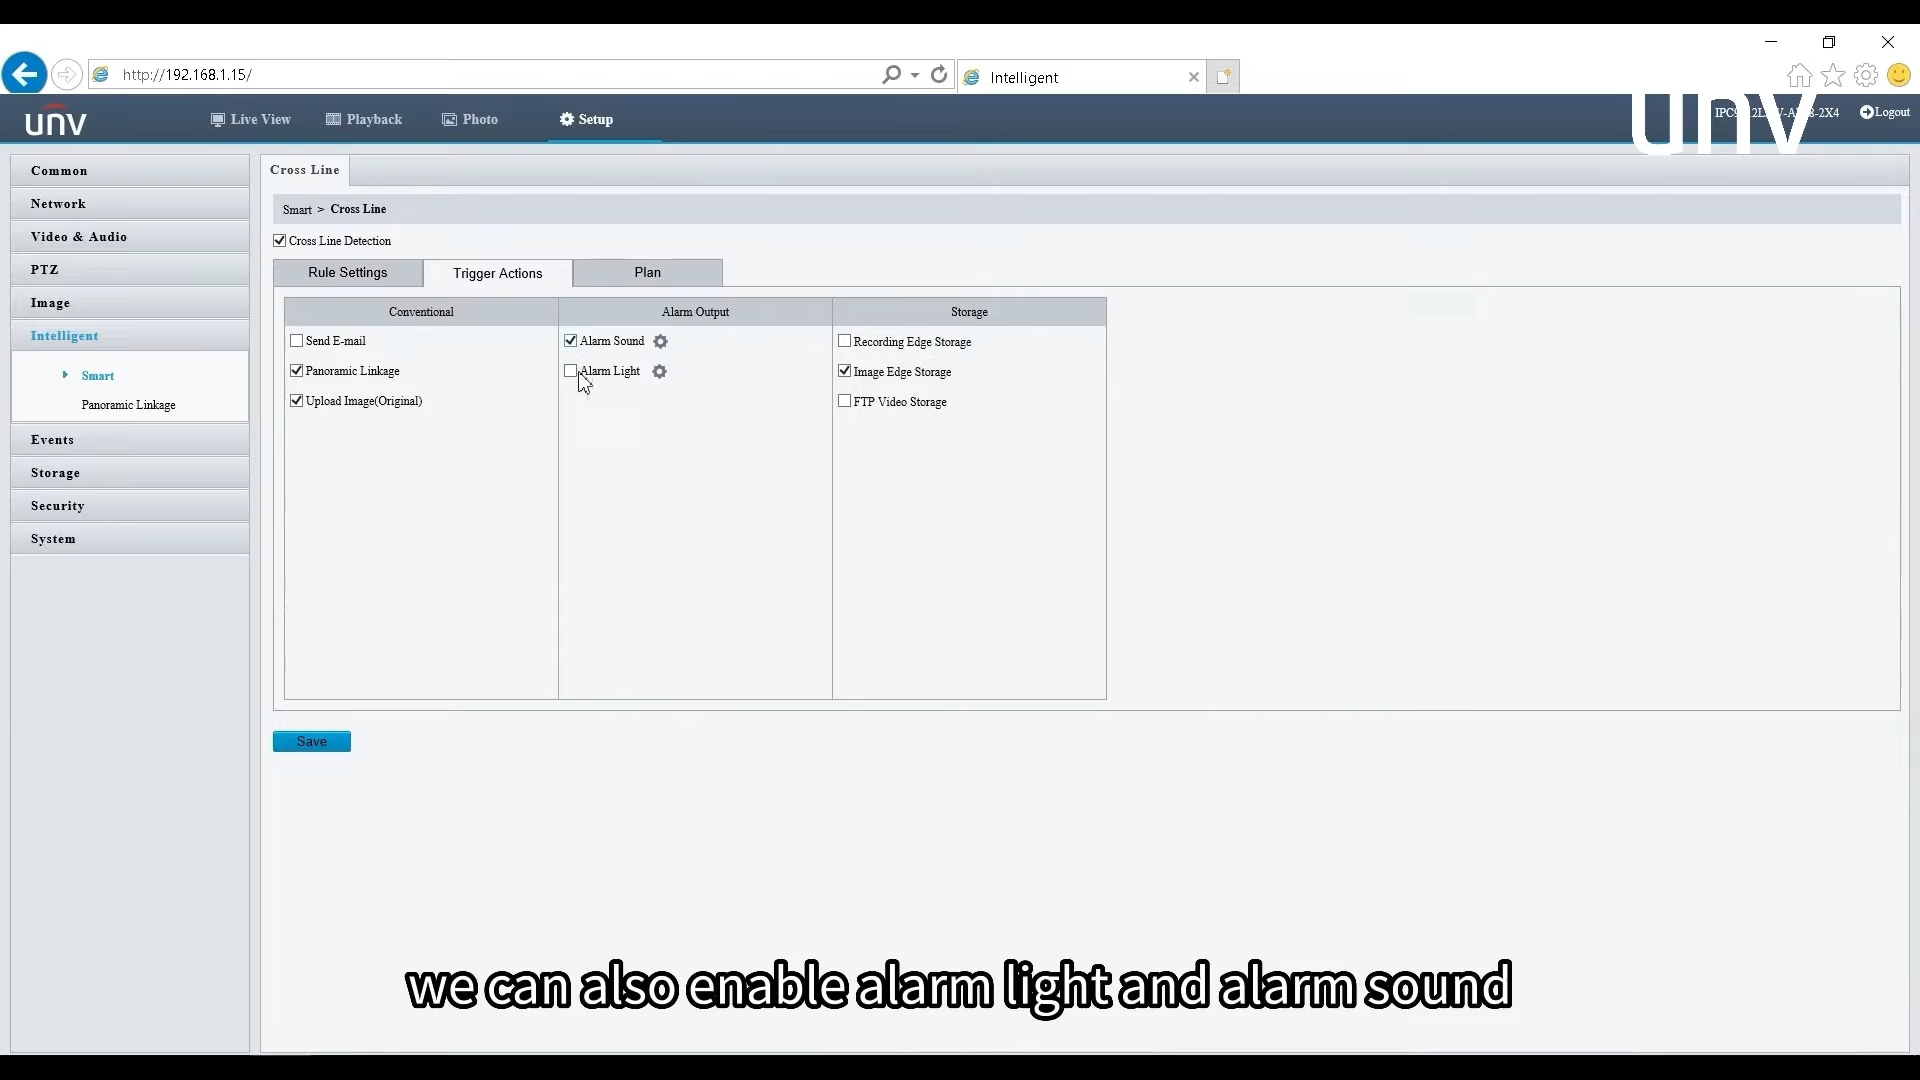 http://192.168.1.15/
Intelligent
unv
Live View
Playback
Photo
Setup
unv
Logout
Common
Network
Video & Audio
PTZ
Image
Intelligent
Smart
Panoramic Linkage
Events
Storage
Security
System
Cross Line
Smart > Cross Line
Cross Line Detection
Rule Settings
Trigger Actions
Plan
Conventional
Alarm Output
Storage
Send E-mail
Alarm Sound
Recording Edge Storage
Panoramic Linkage
Alarm Light
Image Edge Storage
Upload Image(Original)
FTP Video Storage
Save
we can also enable alarm light and alarm sound